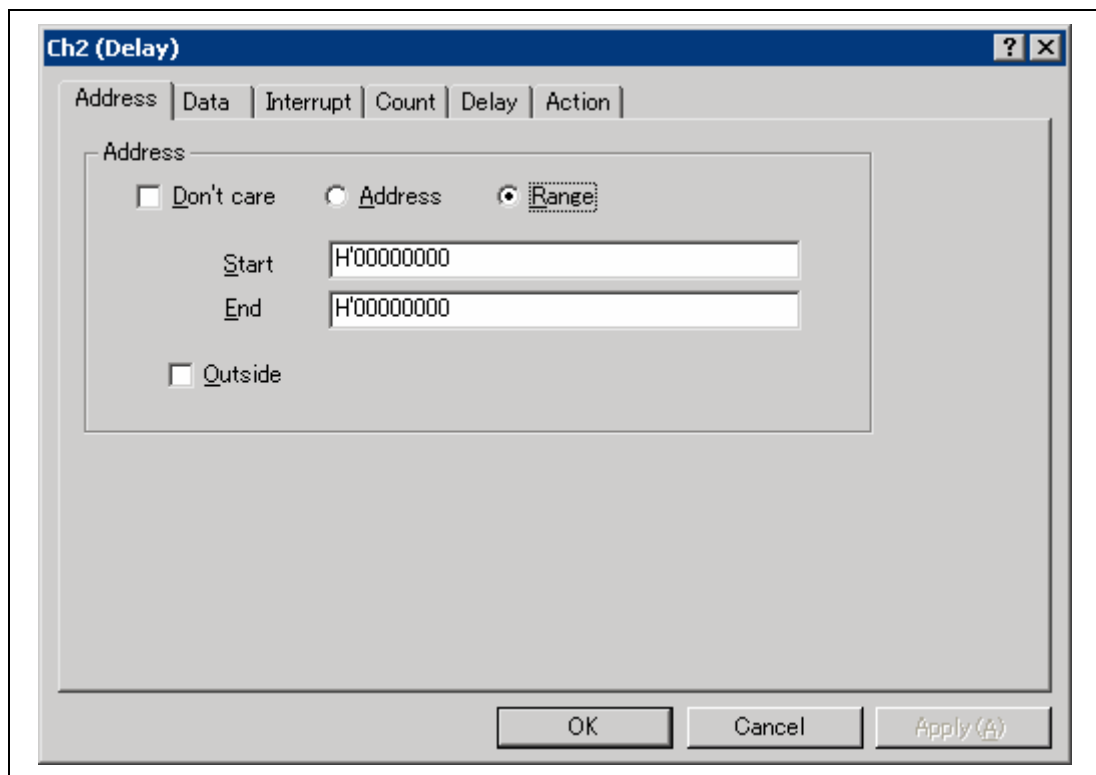 Ch2 (Delay)
Address Data Interrupt Count Delay Action
Address
Don't care Address Range
Start H'00000000
End H'00000000
Outside
OK Cancel Apply(A)